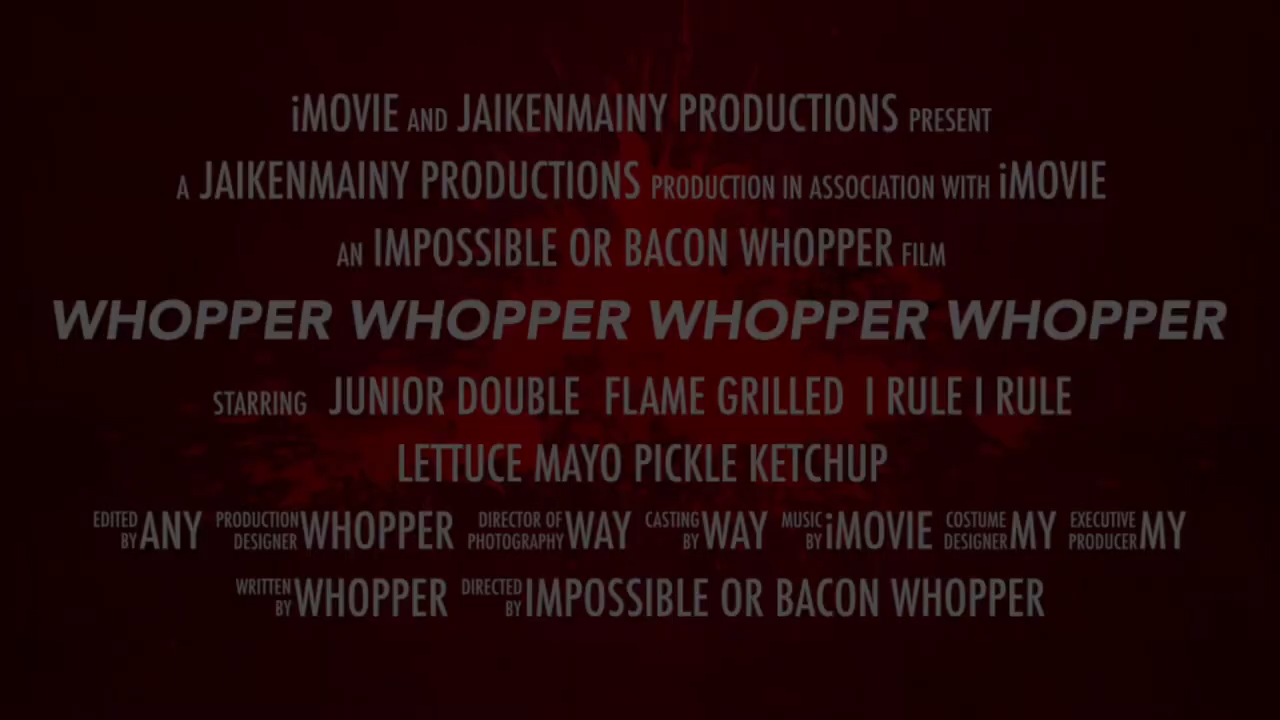 iMOVIE AND JAIKENMAINY PRODUCTIONS PRESENT
A JAIKENMAINY PRODUCTIONS PRODUCTION IN ASSOCIATION WITH iMOVIE
AN IMPOSSIBLE OR BACON WHOPPER FILM
WHOPPER WHOPPER WHOPPER WHOPPER
STARRING JUNIOR DOUBLE FLAME GRILLED I RULE I RULE
LETTUCE MAYO PICKLE KETCHUP
EDITED BY ANY PRODUCTION DESIGNER WHOPPER DIRECTOR OF PHOTOGRAPHY WAY CASTING BY WAY MUSIC BY iMOVIE COSTUME DESIGNER MY EXECUTIVE PRODUCER MY
WRITTEN BY WHOPPER DIRECTED BY IMPOSSIBLE OR BACON WHOPPER